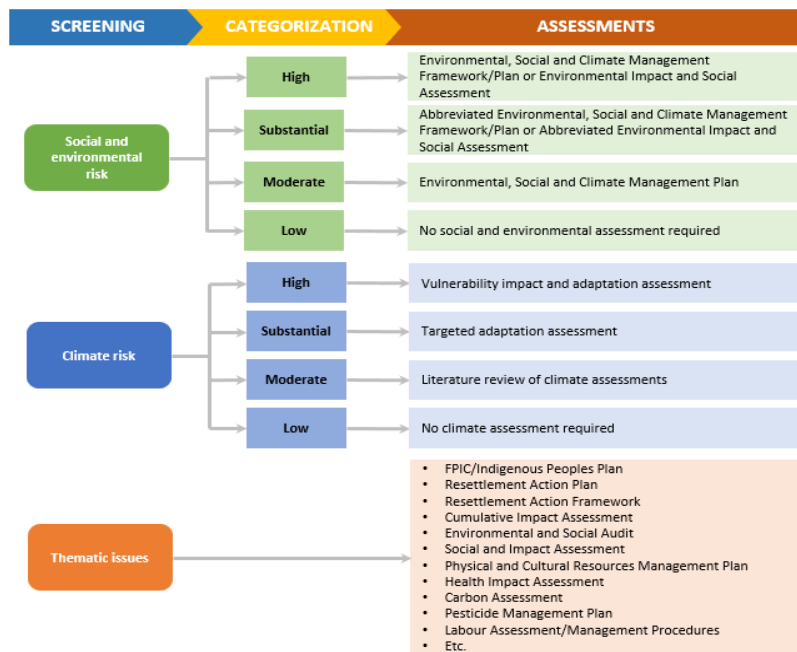 SCREENING
CATEGORIZATION
ASSESSMENTS
Social and
environmental
risk
High
Environmental, Social and Climate Management
Framework/Plan or Environmental Impact and Social
Assessment
Substantial
Abbreviated Environmental, Social and Climate Management
Framework/Plan or Abbreviated Environmental Impact and
Social Assessment
Moderate
Environmental, Social and Climate Management Plan
Low
No social and environmental assessment required
Climate risk
High
Vulnerability impact and adaptation assessment
Substantial
Targeted adaptation assessment
Moderate
Literature review of climate assessments
Low
No climate assessment required
Thematic issues
• FPIC/Indigenous Peoples Plan
• Resettlement Action Plan
• Resettlement Action Framework
• Cumulative Impact Assessment
• Environmental and Social Audit
• Social and Impact Assessment
• Physical and Cultural Resources Management Plan
• Health Impact Assessment
• Carbon Assessment
• Pesticide Management Plan
• Labour Assessment/Management Procedures
• Etc.